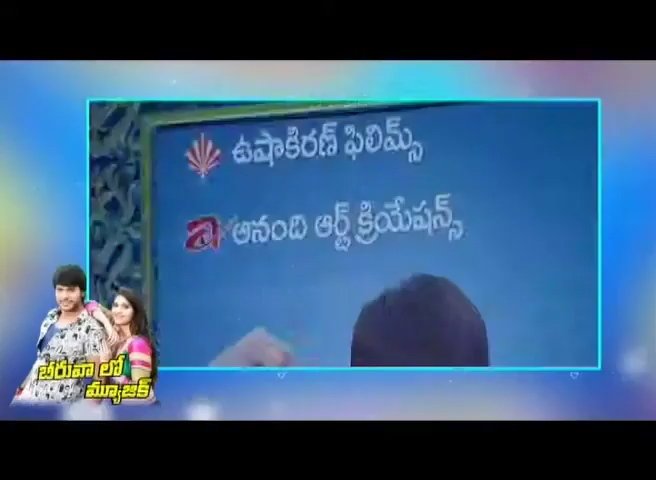 ఉషాకిరణ్ ఫిలిమ్స్
ఆనంది ఆర్ట్ క్రియేషన్స్
బీరువా లో
మ్యూజిక్